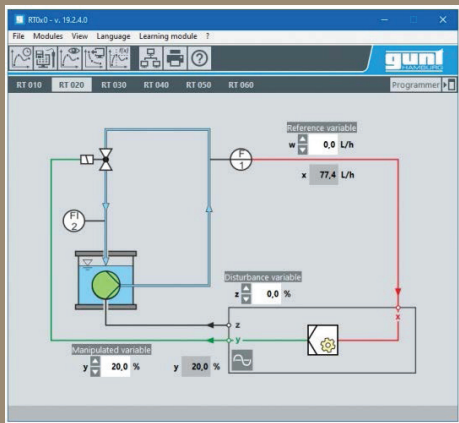 RT0x0 - v. 19.2.4.0
File Modules View Language Learning module ?
f(x)
gunt
HAMBURG
RT 010 RT 020 RT 030 RT 040 RT 050 RT 060 Programmer
Reference variable
w 0,0 L/h
F
1
x 77,4 L/h
FI
2
Disturbance variable
z 0,0 %
x
z
y
Manipulated variable
y 20,0 % y 20,0 %